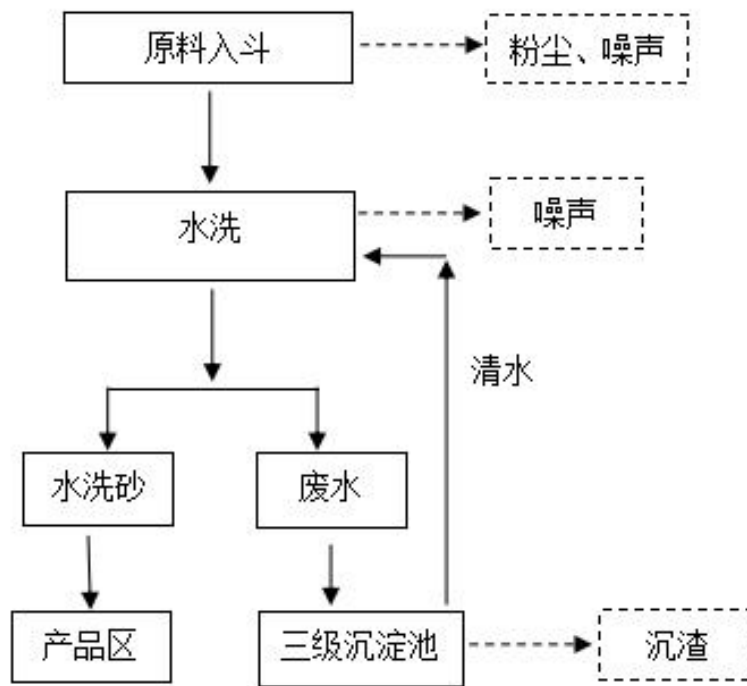 原料入斗
粉尘、噪声
水洗
噪声
清水
水洗砂
废水
产品区
三级沉淀池
沉渣